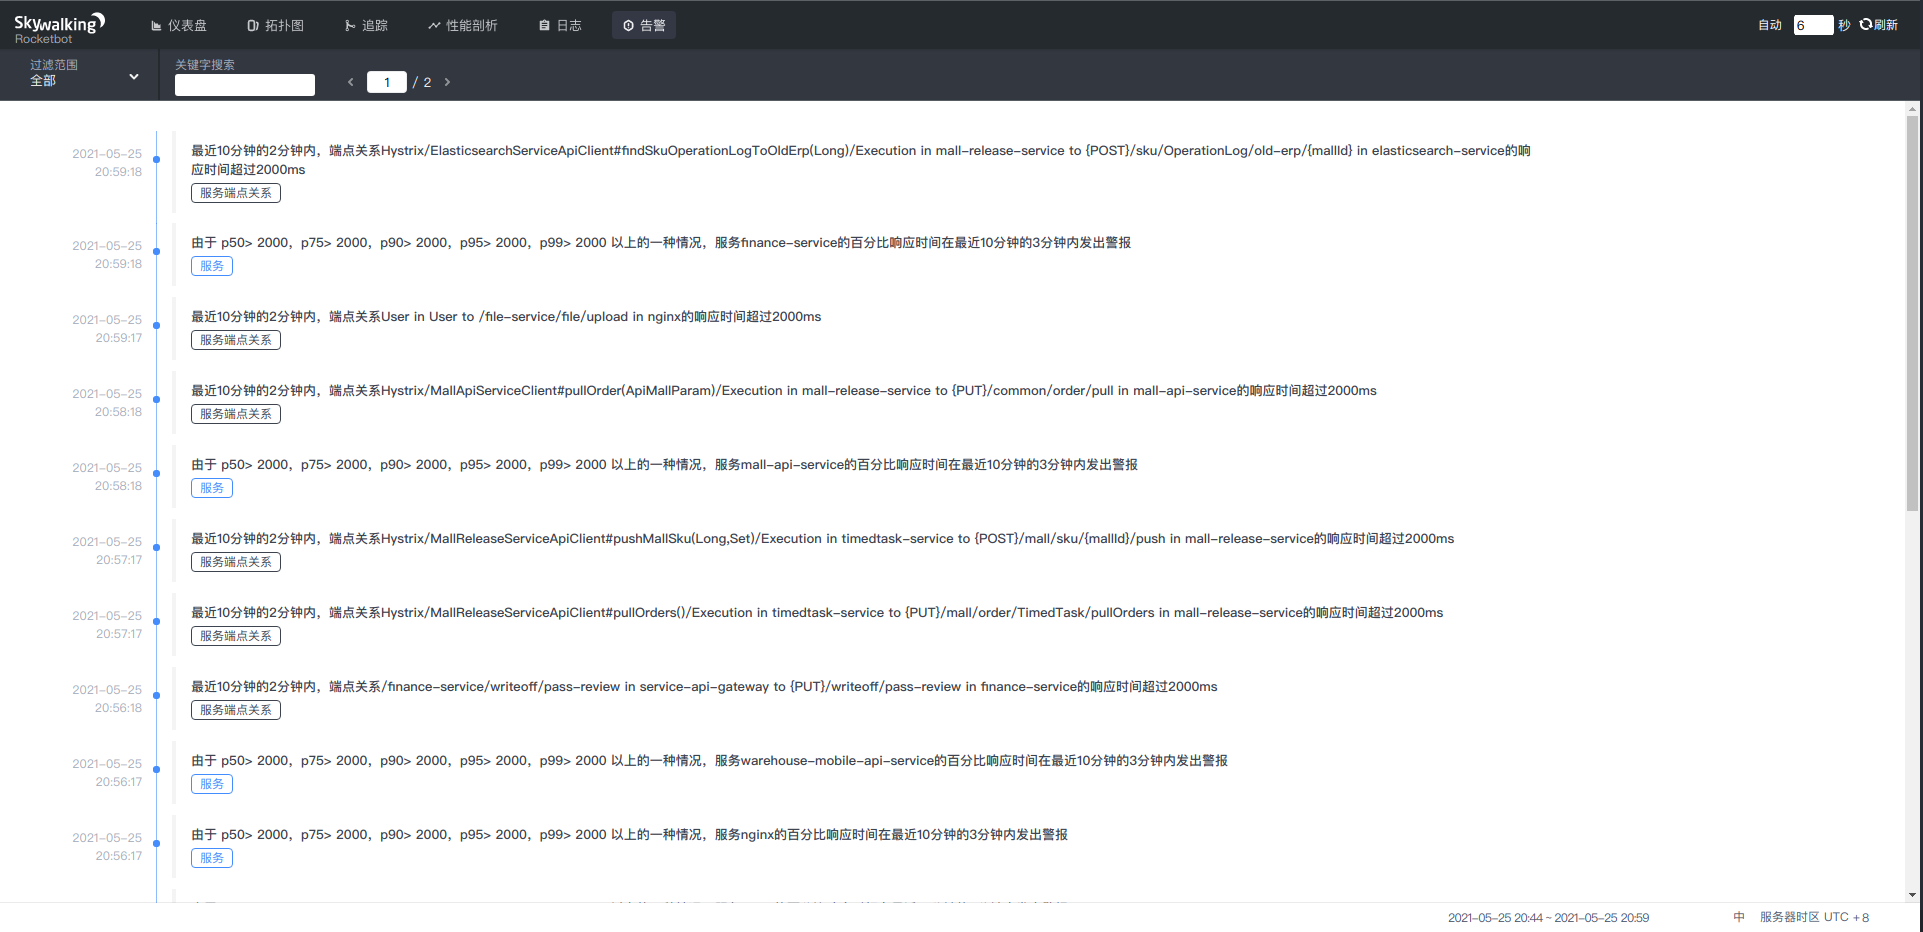 Skywalking
Rocketbot
仪表盘
拓扑图
追踪
性能剖析
日志
告警
自动 6 秒 刷新
过滤范围
全部
关键字搜索
1 / 2
2021-05-25
20:59:18
最近10分钟的2分钟内，端点关系Hystrix/ElasticsearchServiceApiClient#findSkuOperationLogToOldErp(Long)/Execution in mall-release-service to {POST}/sku/OperationLog/old-erp/{mallId} in elasticsearch-service的响
应时间超过2000ms
服务端点关系
2021-05-25
20:59:18
由于 p50> 2000，p75> 2000，p90> 2000，p95> 2000，p99> 2000 以上的一种情况，服务finance-service的百分比响应时间在最近10分钟的3分钟内发出警报
服务
2021-05-25
20:59:17
最近10分钟的2分钟内，端点关系User in User to /file-service/file/upload in nginx的响应时间超过2000ms
服务端点关系
2021-05-25
20:58:18
最近10分钟的2分钟内，端点关系Hystrix/MallApiServiceClient#pullOrder(ApiMallParam)/Execution in mall-release-service to {PUT}/common/order/pull in mall-api-service的响应时间超过2000ms
服务端点关系
2021-05-25
20:58:18
由于 p50> 2000，p75> 2000，p90> 2000，p95> 2000，p99> 2000 以上的一种情况，服务mall-api-service的百分比响应时间在最近10分钟的3分钟内发出警报
服务
2021-05-25
20:57:17
最近10分钟的2分钟内，端点关系Hystrix/MallReleaseServiceApiClient#pushMallSku(Long,Set)/Execution in timedtask-service to {POST}/mall/sku/{mallId}/push in mall-release-service的响应时间超过2000ms
服务端点关系
2021-05-25
20:57:17
最近10分钟的2分钟内，端点关系Hystrix/MallReleaseServiceApiClient#pullOrders()/Execution in timedtask-service to {PUT}/mall/order/TimedTask/pullOrders in mall-release-service的响应时间超过2000ms
服务端点关系
2021-05-25
20:56:18
最近10分钟的2分钟内，端点关系/finance-service/writeoff/pass-review in service-api-gateway to {PUT}/writeoff/pass-review in finance-service的响应时间超过2000ms
服务端点关系
2021-05-25
20:56:17
由于 p50> 2000，p75> 2000，p90> 2000，p95> 2000，p99> 2000 以上的一种情况，服务warehouse-mobile-api-service的百分比响应时间在最近10分钟的3分钟内发出警报
服务
2021-05-25
20:56:17
由于 p50> 2000，p75> 2000，p90> 2000，p95> 2000，p99> 2000 以上的一种情况，服务nginx的百分比响应时间在最近10分钟的3分钟内发出警报
服务
2021-05-25 20:44 ~ 2021-05-25 20:59
中
服务器时区 UTC + 8